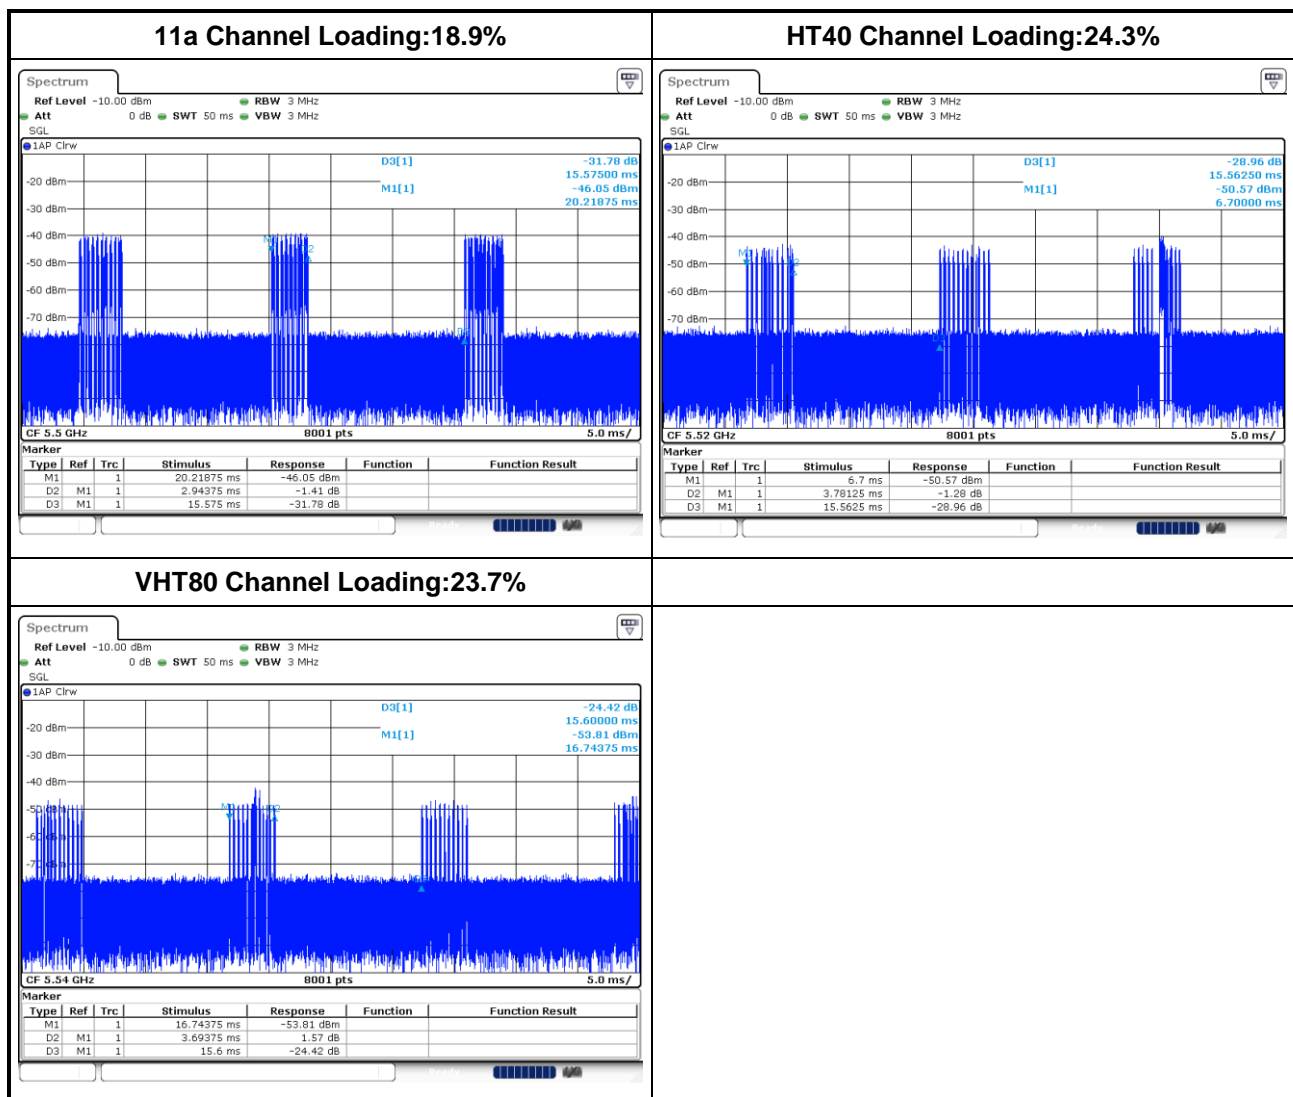 11a Channel Loading:18.9%
HT40 Channel Loading:24.3%
Spectrum
Ref Level -10.00 dBm RBW 3 MHz
Att 0 dB SWT 50 ms VBW 3 MHz
SGL
1AP Clrw
D3[1] -31.78 dB
15.57500 ms
M1[1] -46.05 dBm
20.21875 ms
-20 dBm
-30 dBm
-40 dBm
-50 dBm
-60 dBm
-70 dBm
CF 5.5 GHz 8001 pts 5.0 ms/
Marker
Type Ref Trc Stimulus Response Function Function Result
M1 1 20.21875 ms -46.05 dBm
D2 M1 1 2.94375 ms -1.41 dB
D3 M1 1 15.575 ms -31.78 dB
Spectrum
Ref Level -10.00 dBm RBW 3 MHz
Att 0 dB SWT 50 ms VBW 3 MHz
SGL
1AP Clrw
D3[1] -28.96 dB
15.56250 ms
M1[1] -50.57 dBm
6.70000 ms
-20 dBm
-30 dBm
-40 dBm
-50 dBm
-60 dBm
-70 dBm
CF 5.52 GHz 8001 pts 5.0 ms/
Marker
Type Ref Trc Stimulus Response Function Function Result
M1 1 6.7 ms -50.57 dBm
D2 M1 1 3.78125 ms -1.28 dB
D3 M1 1 15.5625 ms -28.96 dB
VHT80 Channel Loading:23.7%
Spectrum
Ref Level -10.00 dBm RBW 3 MHz
Att 0 dB SWT 50 ms VBW 3 MHz
SGL
1AP Clrw
D3[1] -24.42 dB
15.60000 ms
M1[1] -53.81 dBm
16.74375 ms
-20 dBm
-30 dBm
-40 dBm
CF 5.54 GHz 8001 pts 5.0 ms/
Marker
Type Ref Trc Stimulus Response Function Function Result
M1 1 16.74375 ms -53.81 dBm
D2 M1 1 3.69375 ms 1.57 dB
D3 M1 1 15.6 ms -24.42 dB